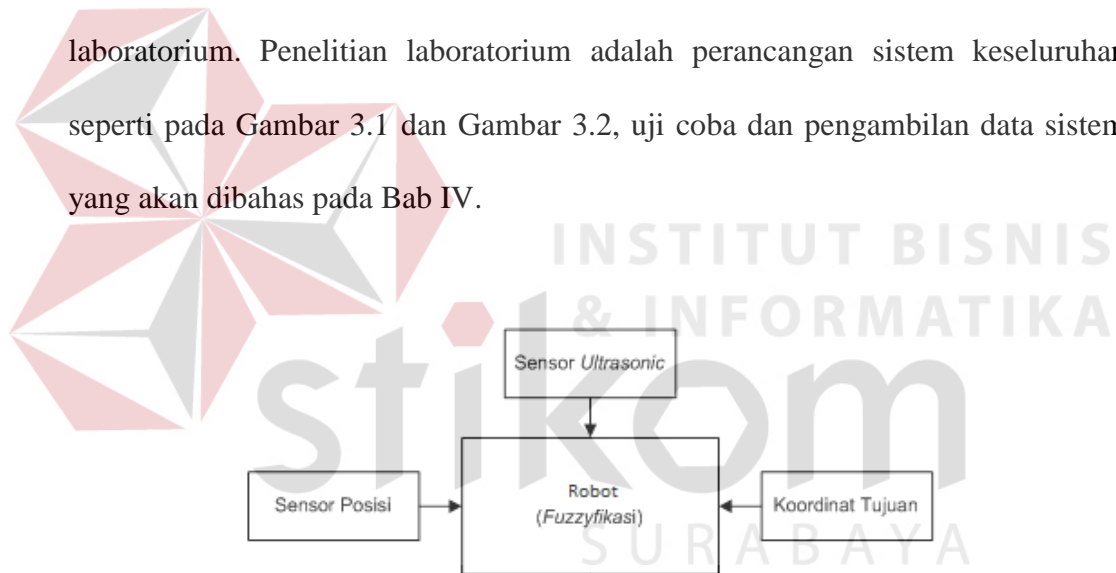 laboratorium. Penelitian laboratorium adalah perancangan sistem keseluruhan
seperti pada Gambar 3.1 dan Gambar 3.2, uji coba dan pengambilan data sistem
yang akan dibahas pada Bab IV.
INSTITUT BISNIS
& INFORMATIKA
stikom
SURABAYA
Sensor Ultrasonic
Sensor Posisi
Robot
(Fuzzyfikasi)
Koordinat Tujuan